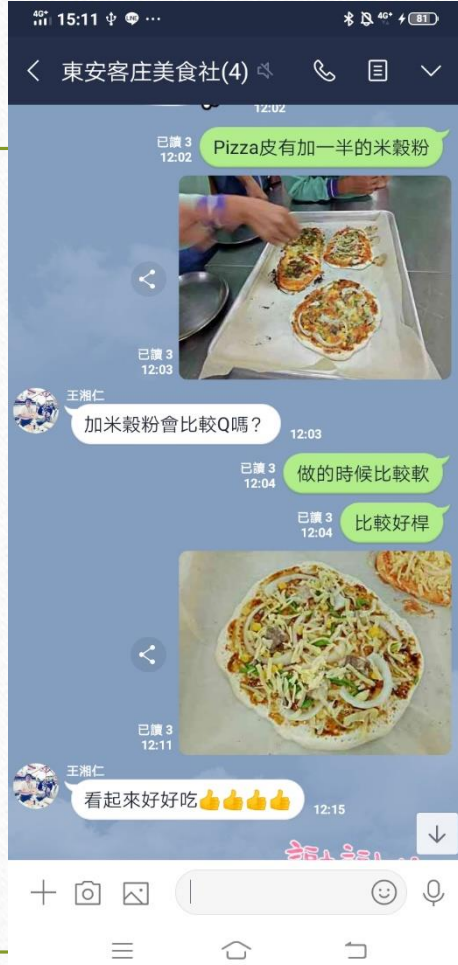 4G+ 15:11 LINE ... 4G+ 81
東安客庄美食社(4)
12:02
已讀 3
12:02
Pizza皮有加一半的米穀粉
已讀 3
12:03
王湘仁
加米穀粉會比較Q嗎?
12:03
已讀 3
12:04
做的時候比較軟
已讀 3
12:04
比較好桿
已讀 3
12:11
王湘仁
看起來好好吃👍👍👍👍
12:15